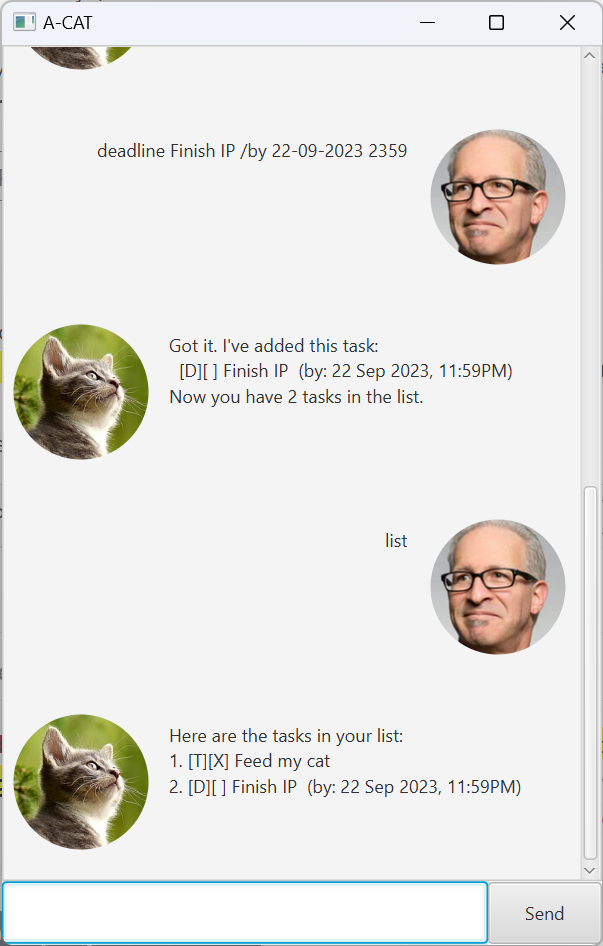 A-CAT
deadline Finish IP /by 22-09-2023 2359
Got it. I've added this task:
[D][ ] Finish IP  (by: 22 Sep 2023, 11:59PM)
Now you have 2 tasks in the list.
list
Here are the tasks in your list:
1. [T][X] Feed my cat
2. [D][ ] Finish IP  (by: 22 Sep 2023, 11:59PM)
Send